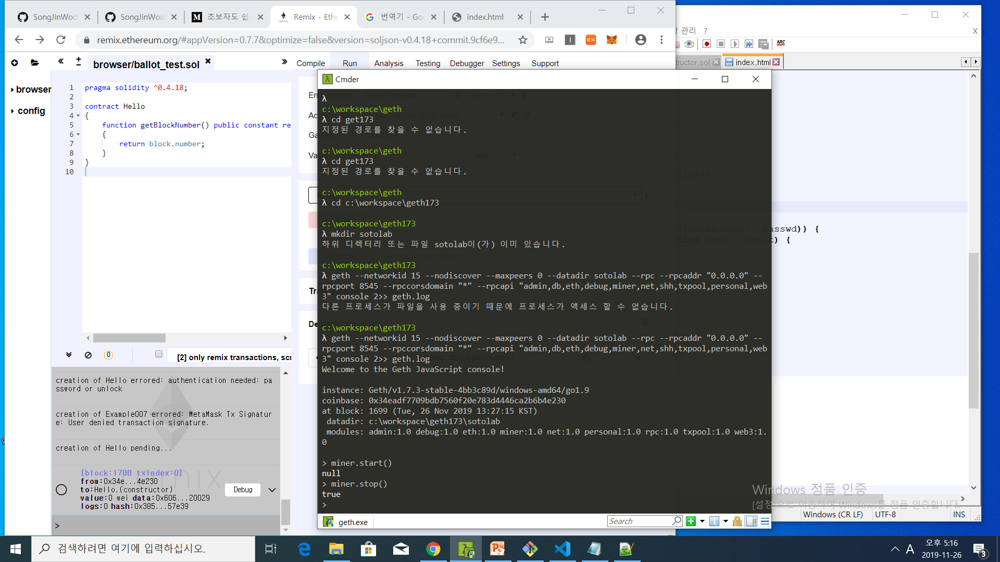 SongJinWoo
SongJinWoo
초보자도 쉽게
Remix - Ethe
번역기 - Goo
index.html
remix.ethereum.org/#appVersion=0.7.7&optimize=false&version=soljson-v0.4.18+commit.9cf6e9...
EX
관리 ?
X
ABC
browser/ballot_test.sol
Compile
Run
Analysis
Testing
Debugger
Settings
Support
index.html
browser
config
1 pragma solidity ^0.4.18;
2
3 contract Hello
4 {
5 function getBlockNumber() public constant re
6 {
7 return block.number;
8 }
9 }
10
0
[2] only remix transactions, scr
creation of Hello errored: authentication needed: pa
ssword or unlock
creation of Example007 errored: MetaMask Tx Signatur
e: User denied transaction signature.
creation of Hello pending...
[block:1700 txIndex:0]
from:0x34e...4e230
to:Hello.(constructor)
value:0 wei data:0x606...20029
logs:0 hash:0x385...57e39
Debug
>
Cmder
λ
c:\workspace\geth
λ cd get173
지정된 경로를 찾을 수 없습니다.
c:\workspace\geth
λ cd get173
지정된 경로를 찾을 수 없습니다.
c:\workspace\geth
λ cd c:\workspace\geth173
c:\workspace\geth173
λ mkdir sotolab
하위 디렉터리 또는 파일 sotolab이(가) 이미 있습니다.
c:\workspace\geth173
λ geth --networkid 15 --nodiscover --maxpeers 0 --datadir sotolab --rpc --rpcaddr "0.0.0.0" --
rpcport 8545 --rpccorsdomain "*" --rpcapi "admin,db,eth,debug,miner,net,shh,txpool,personal,web
3" console 2>> geth.log
다른 프로세스가 파일을 사용 중이기 때문에 프로세스가 액세스 할 수 없습니다.
c:\workspace\geth173
λ geth --networkid 15 --nodiscover --maxpeers 0 --datadir sotolab --rpc --rpcaddr "0.0.0.0" --
rpcport 8545 --rpccorsdomain "*" --rpcapi "admin,db,eth,debug,miner,net,shh,txpool,personal,web
3" console 2>> geth.log
Welcome to the Geth JavaScript console!
instance: Geth/v1.7.3-stable-4bb3c89d/windows-amd64/go1.9
coinbase: 0x34eadf7709bdb7560f20e783d4446ca2b6b4e230
at block: 1699 (Tue, 26 Nov 2019 13:27:15 KST)
datadir: c:\workspace\geth173\sotolab
modules: admin:1.0 debug:1.0 eth:1.0 miner:1.0 net:1.0 personal:1.0 rpc:1.0 txpool:1.0 web3:1.
0
> miner.start()
null
> miner.stop()
true
>
geth.exe
Search
passwd)) {
) {
Windows 정품 인증
[설정]으로 이동하여 Windows를 정품 인증합니다.
Windows (CR LF)
UTF-8
INS
검색하려면 여기에 입력하십시오.
A
오후 5:16
2019-11-26
3